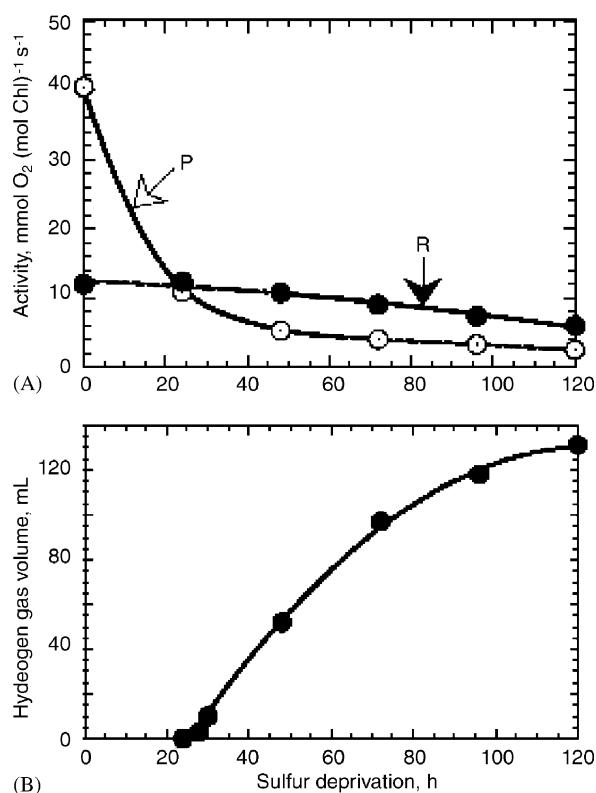 Activity, mmol O₂ (mol Chl)⁻¹ s⁻¹
50
40
30
20
10
0
P
R
0 20 40 60 80 100 120
(A)
Hydeogen gas volume, mL
120
80
40
0
0 20 40 60 80 100 120
Sulfur deprivation, h
(B)